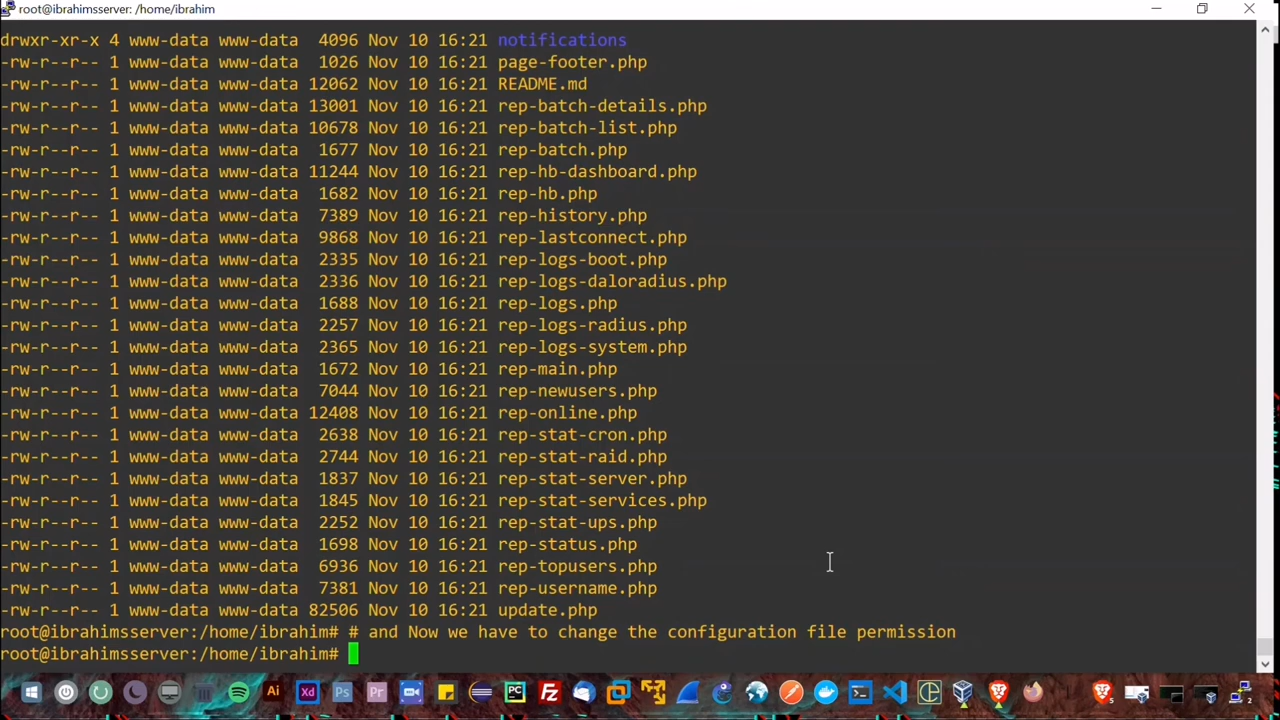 root@ibrahimsserver: /home/ibrahim
drwxr-xr-x 4 www-data www-data 4096 Nov 10 16:21 notifications
-rw-r--r-- 1 www-data www-data 1026 Nov 10 16:21 page-footer.php
-rw-r--r-- 1 www-data www-data 12062 Nov 10 16:21 README.md
-rw-r--r-- 1 www-data www-data 13001 Nov 10 16:21 rep-batch-details.php
-rw-r--r-- 1 www-data www-data 10678 Nov 10 16:21 rep-batch-list.php
-rw-r--r-- 1 www-data www-data 1677 Nov 10 16:21 rep-batch.php
-rw-r--r-- 1 www-data www-data 11244 Nov 10 16:21 rep-hb-dashboard.php
-rw-r--r-- 1 www-data www-data 1682 Nov 10 16:21 rep-hb.php
-rw-r--r-- 1 www-data www-data 7389 Nov 10 16:21 rep-history.php
-rw-r--r-- 1 www-data www-data 9868 Nov 10 16:21 rep-lastconnect.php
-rw-r--r-- 1 www-data www-data 2335 Nov 10 16:21 rep-logs-boot.php
-rw-r--r-- 1 www-data www-data 2336 Nov 10 16:21 rep-logs-daloradius.php
-rw-r--r-- 1 www-data www-data 1688 Nov 10 16:21 rep-logs.php
-rw-r--r-- 1 www-data www-data 2257 Nov 10 16:21 rep-logs-radius.php
-rw-r--r-- 1 www-data www-data 2365 Nov 10 16:21 rep-logs-system.php
-rw-r--r-- 1 www-data www-data 1672 Nov 10 16:21 rep-main.php
-rw-r--r-- 1 www-data www-data 7044 Nov 10 16:21 rep-newusers.php
-rw-r--r-- 1 www-data www-data 12408 Nov 10 16:21 rep-online.php
-rw-r--r-- 1 www-data www-data 2638 Nov 10 16:21 rep-stat-cron.php
-rw-r--r-- 1 www-data www-data 2744 Nov 10 16:21 rep-stat-raid.php
-rw-r--r-- 1 www-data www-data 1837 Nov 10 16:21 rep-stat-server.php
-rw-r--r-- 1 www-data www-data 1845 Nov 10 16:21 rep-stat-services.php
-rw-r--r-- 1 www-data www-data 2252 Nov 10 16:21 rep-stat-ups.php
-rw-r--r-- 1 www-data www-data 1698 Nov 10 16:21 rep-status.php
-rw-r--r-- 1 www-data www-data 6936 Nov 10 16:21 rep-topusers.php
-rw-r--r-- 1 www-data www-data 7381 Nov 10 16:21 rep-username.php
-rw-r--r-- 1 www-data www-data 82506 Nov 10 16:21 update.php
root@ibrahimsserver:/home/ibrahim# # and Now we have to change the configuration file permission
root@ibrahimsserver:/home/ibrahim#
Ai Xd Ps Pr PC FZ